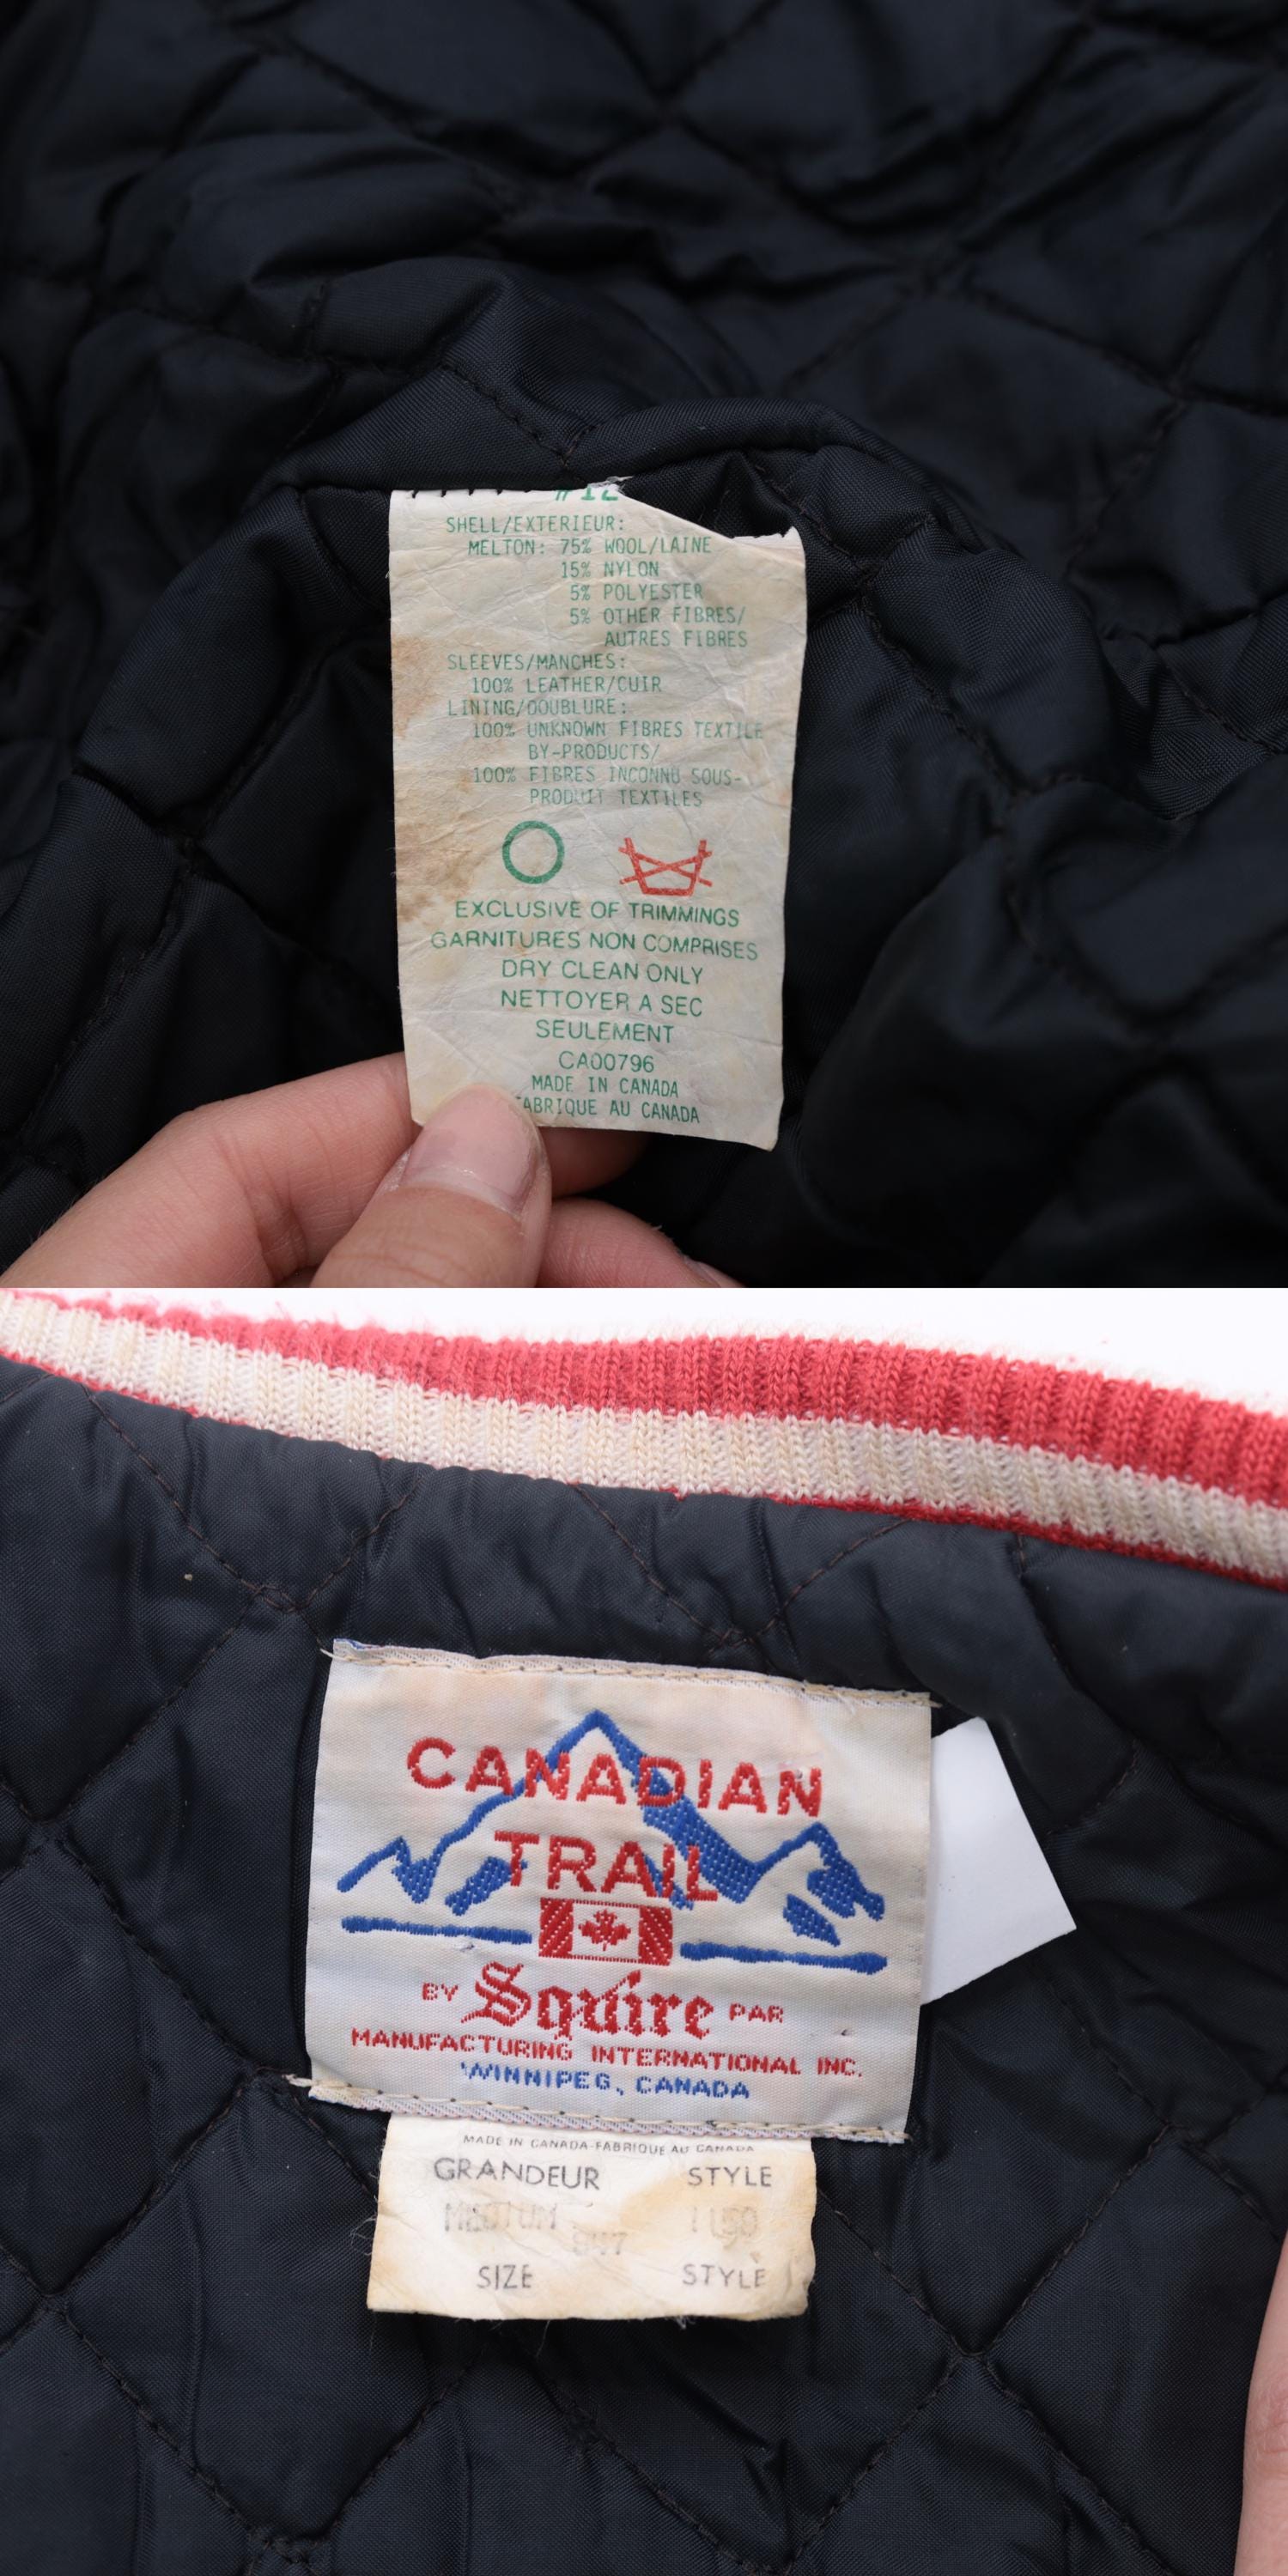 #12
SHELL/EXTERIEUR:
MELTON: 75% WOOL/LAINE
15% NYLON
5% POLYESTER
5% OTHER FIBRES/
AUTRES FIBRES
SLEEVES/MANCHES:
100% LEATHER/CUIR
LINING/DOUBLURE:
100% UNKNOWN FIBRES TEXTILE
BY-PRODUCTS/
100% FIBRES INCONNU SOUS-
PRODUIT TEXTILES
EXCLUSIVE OF TRIMMINGS
GARNITURES NON COMPRISES
DRY CLEAN ONLY
NETTOYER A SEC
SEULEMENT
CA00796
MADE IN CANADA
FABRIQUE AU CANADA
CANADIAN
TRAIL
BY Squire PAR
MANUFACTURING INTERNATIONAL INC.
WINNIPEG, CANADA
MADE IN CANADA-FABRIQUE AU CANADA
GRANDEUR STYLE
MEDIUM
SIZE STYLE